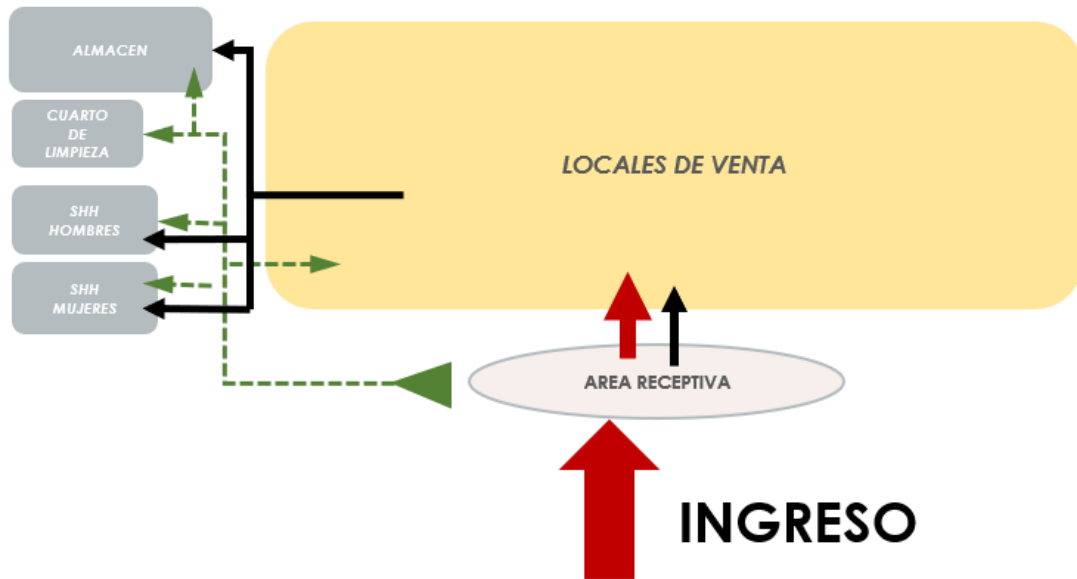 ALMACEN
CUARTO
DE
LIMPIEZA
LOCALES DE VENTA
SHH
HOMBRES
SHH
MUJERES
AREA RECEPTIVA
INGRESO